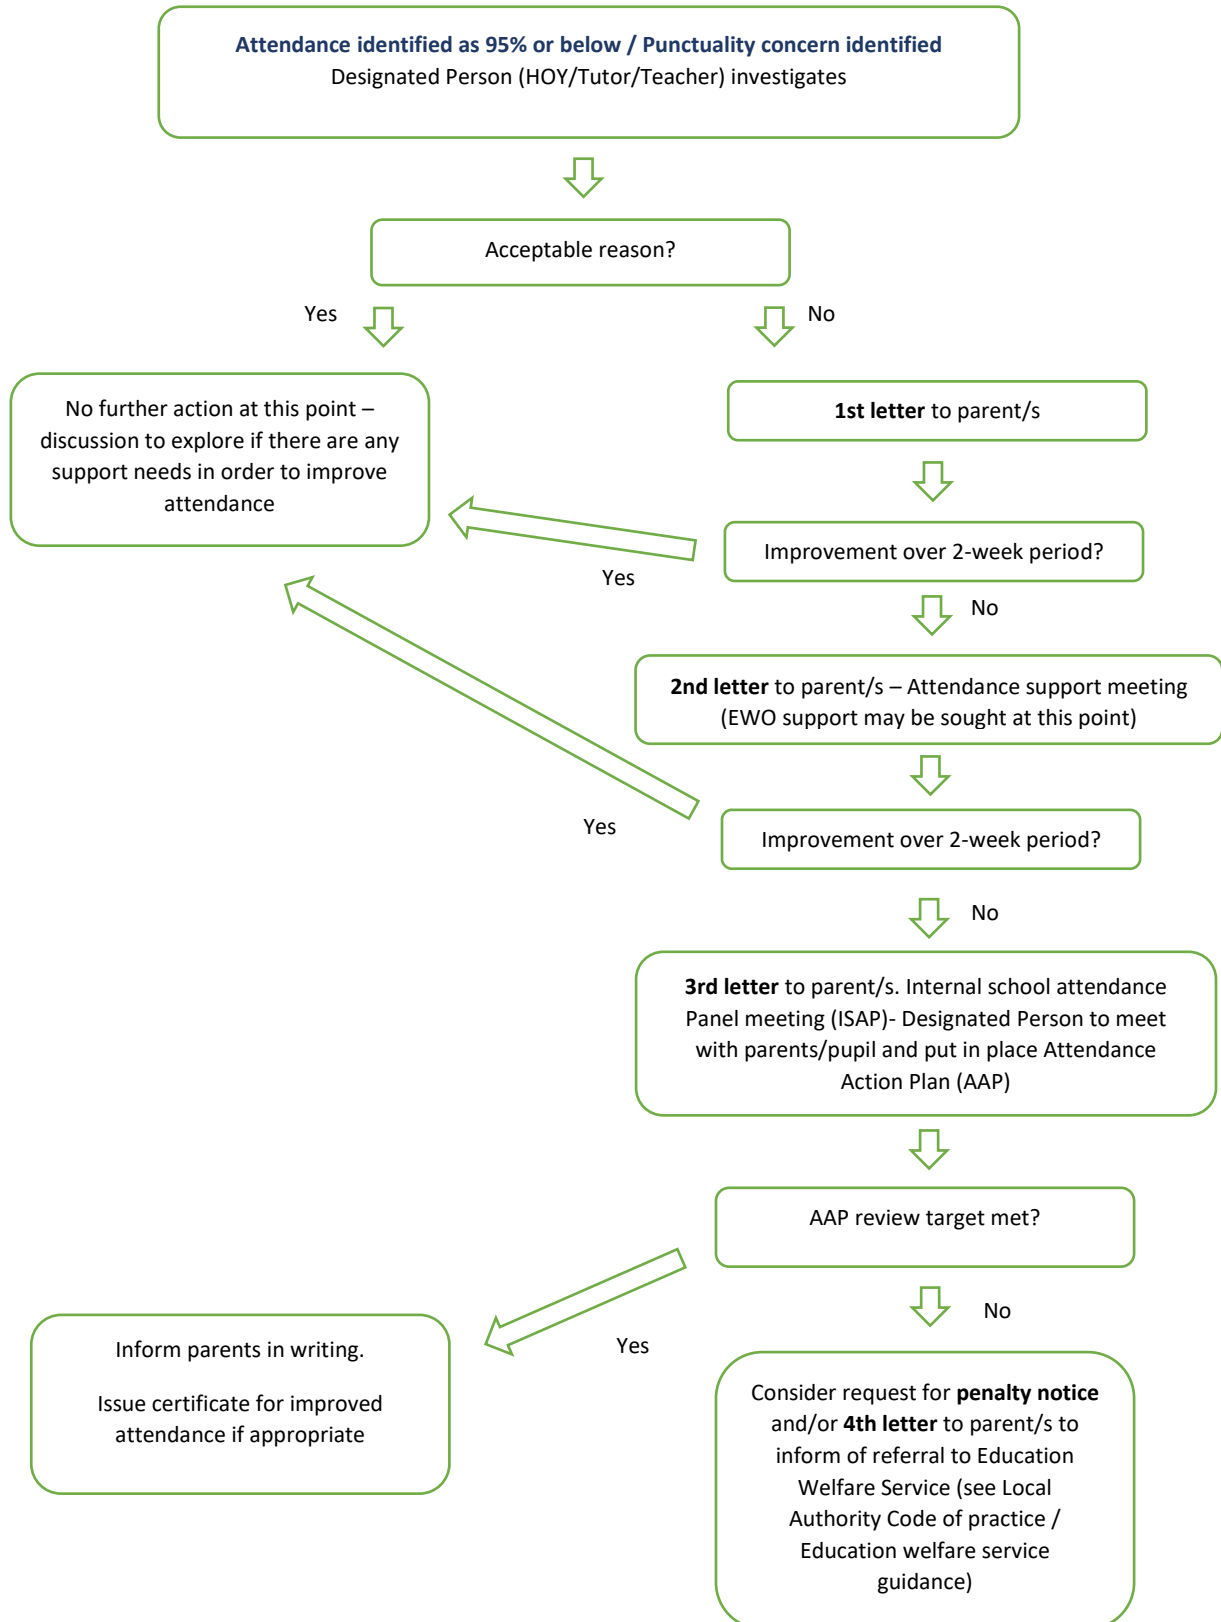 Attendance identified as 95% or below / Punctuality concern identified
Designated Person (HOY/Tutor/Teacher) investigates
Acceptable reason?
Yes
No
No further action at this point –
discussion to explore if there are any
support needs in order to improve
attendance
1st letter to parent/s
Improvement over 2-week period?
Yes
No
2nd letter to parent/s – Attendance support meeting
(EWO support may be sought at this point)
Improvement over 2-week period?
Yes
No
3rd letter to parent/s. Internal school attendance
Panel meeting (ISAP)- Designated Person to meet
with parents/pupil and put in place Attendance
Action Plan (AAP)
AAP review target met?
No
Yes
Inform parents in writing.
Issue certificate for improved
attendance if appropriate
Consider request for penalty notice
and/or 4th letter to parent/s to
inform of referral to Education
Welfare Service (see Local
Authority Code of practice /
Education welfare service
guidance)